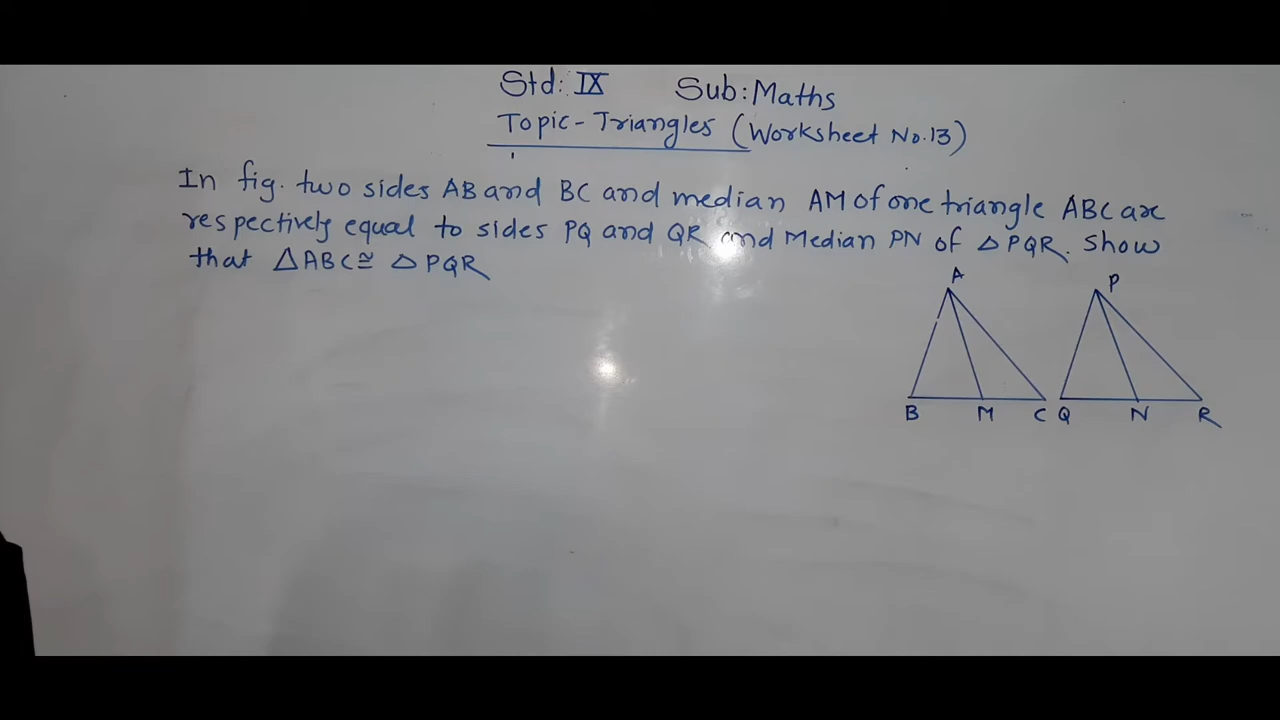 Std: IX Sub: Maths
Topic - Triangles (Worksheet No.13)
In fig. two sides AB and BC and median AM of one triangle ABC are
respectively equal to sides PQ and QR and Median PN of △PQR. Show
that △ABC ≅ △PQR
A P
B M C Q N R